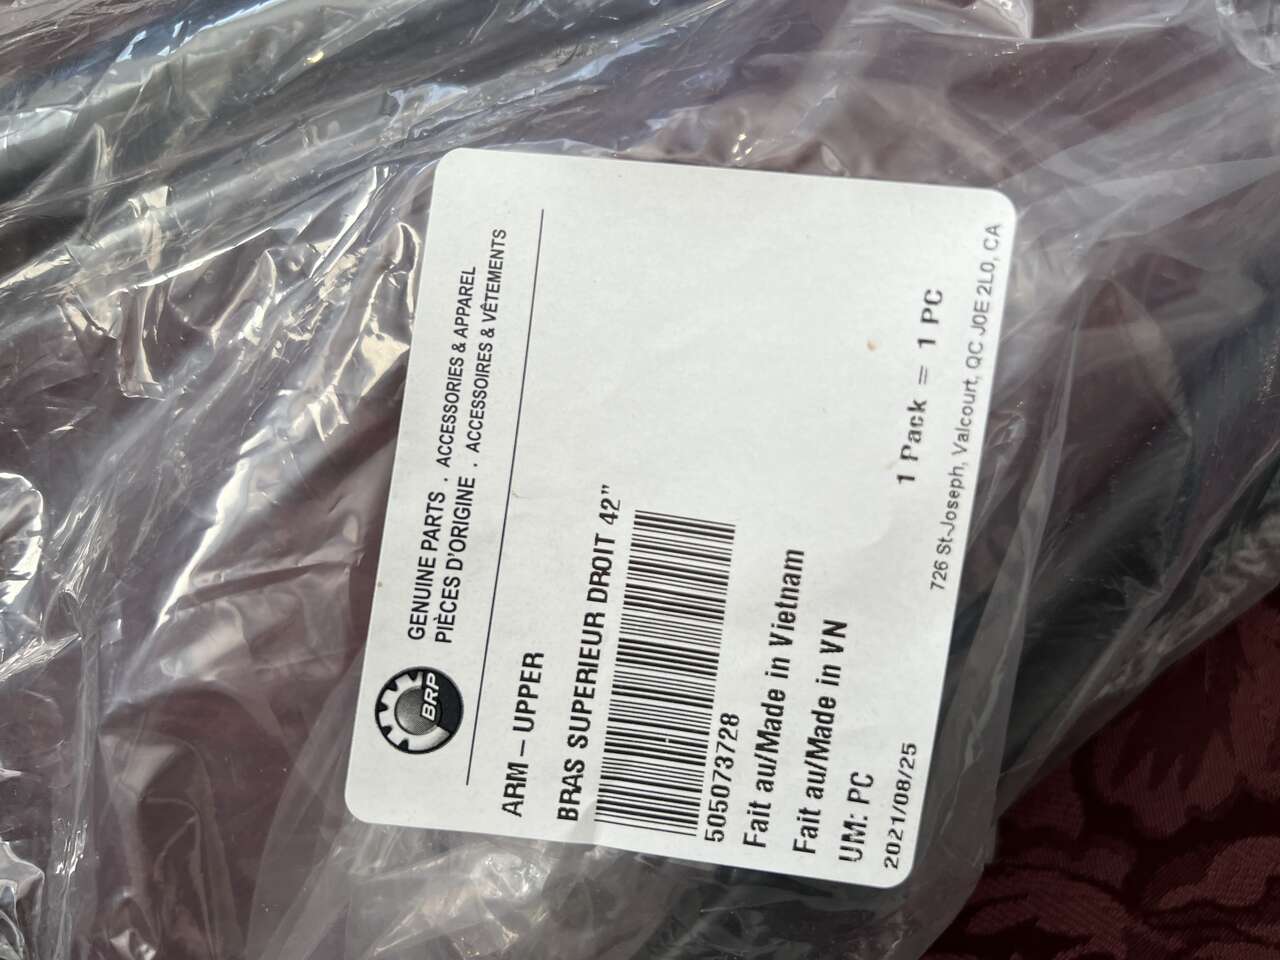 BRP
GENUINE PARTS . ACCESSORIES & APPAREL
PIÈCES D'ORIGINE . ACCESSOIRES & VÊTEMENTS
ARM – UPPER
BRAS SUPERIEUR DROIT 42”
505073728
Fait au/Made in Vietnam
Fait au/Made in VN
UM: PC
1 Pack = 1 PC
2021/08/25
726 St-Joseph, Valcourt, QC J0E 2L0, CA